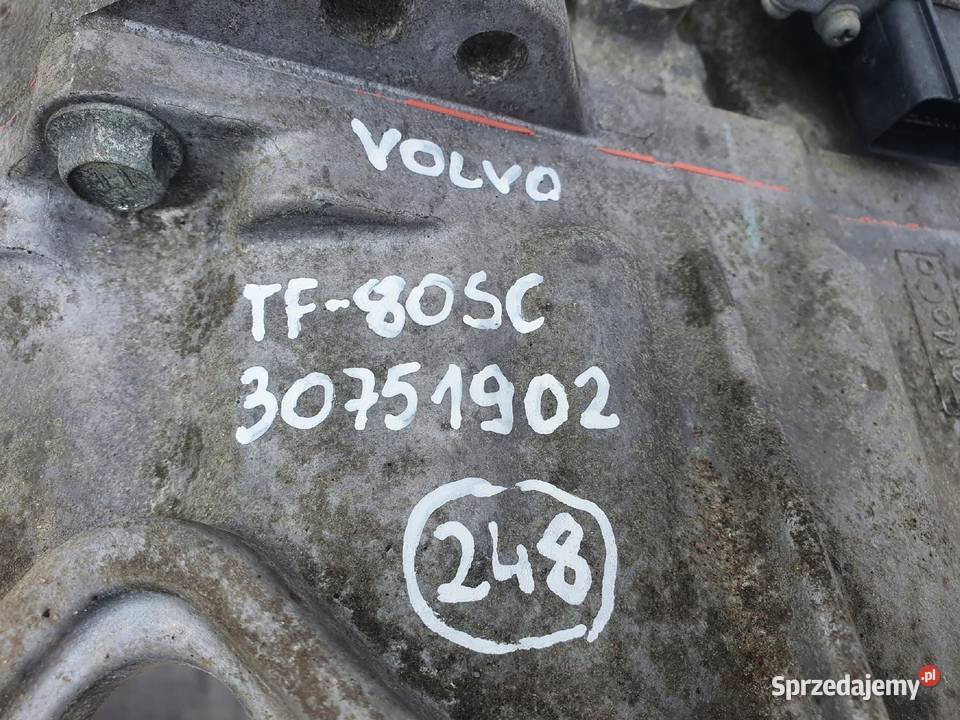 VOLVO
TF-80SC
30751902
248
Sprzedajemy.pl